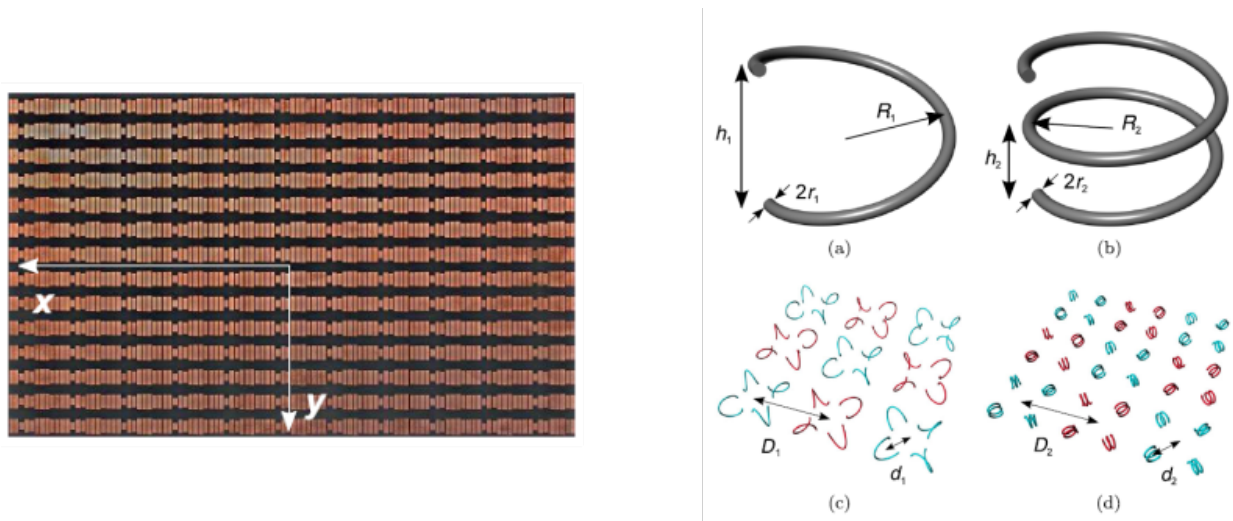 x
y
h₁
R₁
2r₁
(a)
h₂
R₂
2r₂
(b)
D₁
d₁
(c)
D₂
d₂
(d)